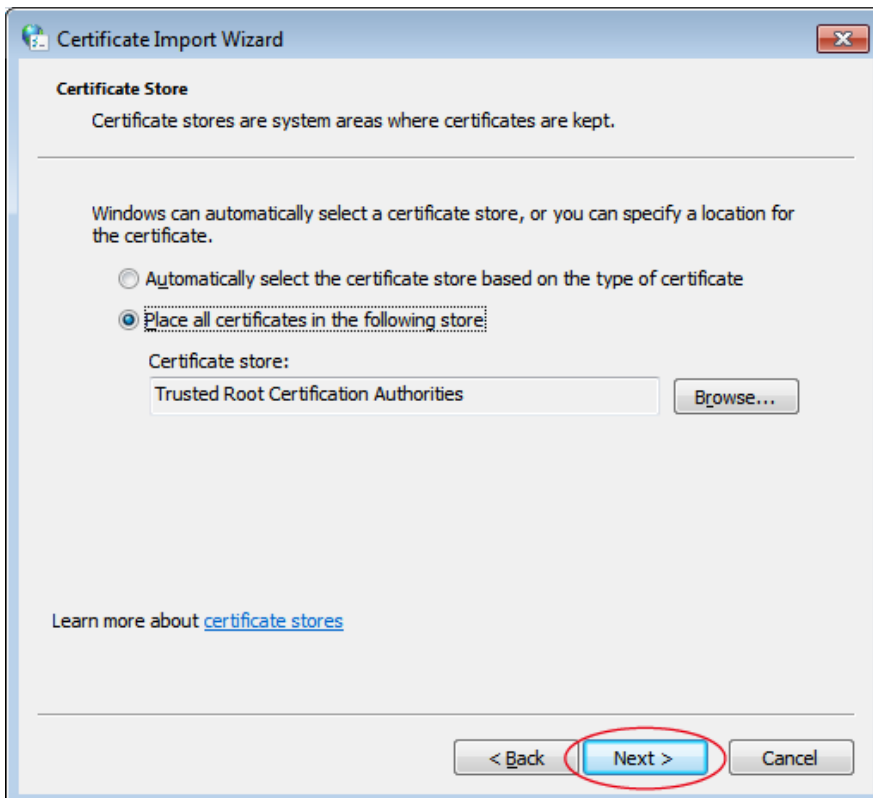 Certificate Import Wizard
Certificate Store
Certificate stores are system areas where certificates are kept.
Windows can automatically select a certificate store, or you can specify a location for
the certificate.
Automatically select the certificate store based on the type of certificate
Place all certificates in the following store
Certificate store:
Trusted Root Certification Authorities
Browse...
Learn more about certificate stores
< Back
Next >
Cancel